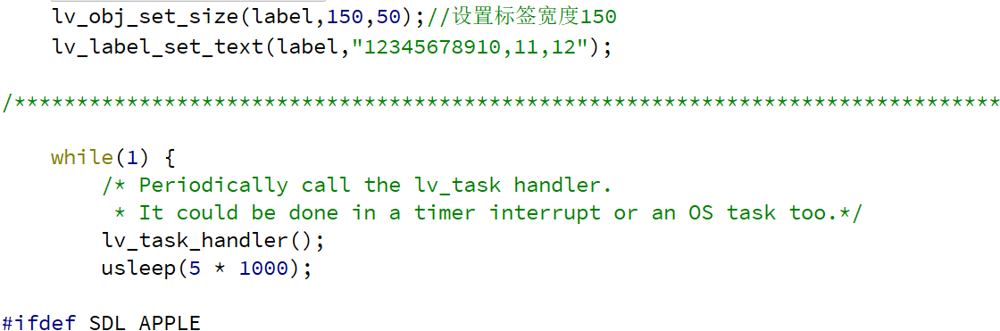 lv_obj_set_size(label,150,50);//设置标签宽度150
lv_label_set_text(label,"12345678910,11,12");
/*******************************************************************************
while(1) {
/* Periodically call the lv_task handler.
* It could be done in a timer interrupt or an OS task too.*/
lv_task_handler();
usleep(5 * 1000);
#ifdef SDL APPLE